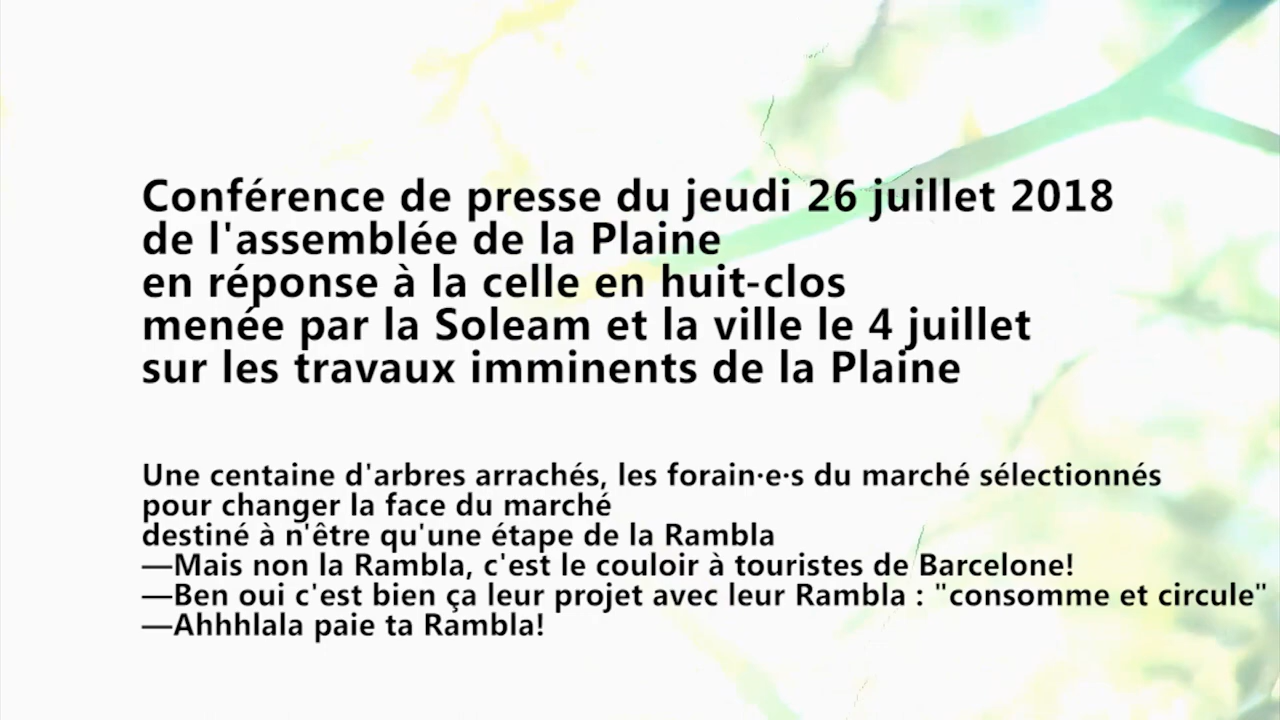 Conférence de presse du jeudi 26 juillet 2018
de l'assemblée de la Plaine
en réponse à la celle en huit-clos
menée par la Soleam et la ville le 4 juillet
sur les travaux imminents de la Plaine
Une centaine d'arbres arrachés, les forain·e·s du marché sélectionnés
pour changer la face du marché
destiné à n'être qu'une étape de la Rambla
—Mais non la Rambla, c'est le couloir à touristes de Barcelone!
—Ben oui c'est bien ça leur projet avec leur Rambla : "consomme et circule"
—Ahhhlala paie ta Rambla!